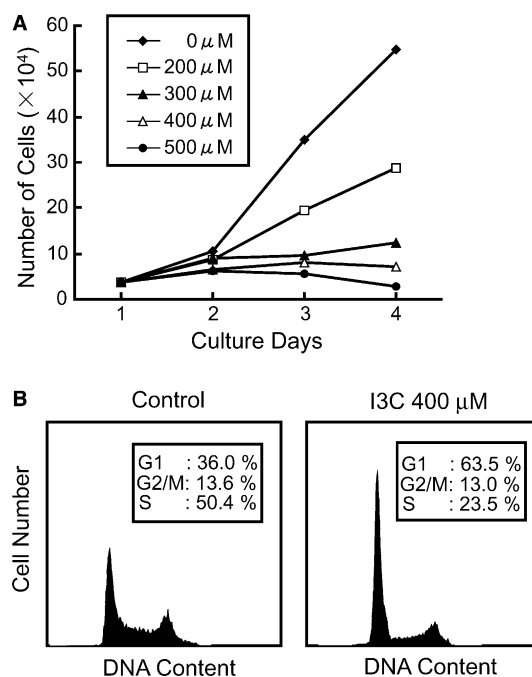 A
60
50
40
30
20
10
0
Number of Cells (×10⁴)
0 μM
200 μM
300 μM
400 μM
500 μM
1 2 3 4
Culture Days
B
Control
I3C 400 μM
Cell Number
G1 : 36.0 %
G2/M: 13.6 %
S : 50.4 %
G1 : 63.5 %
G2/M: 13.0 %
S : 23.5 %
DNA Content
DNA Content